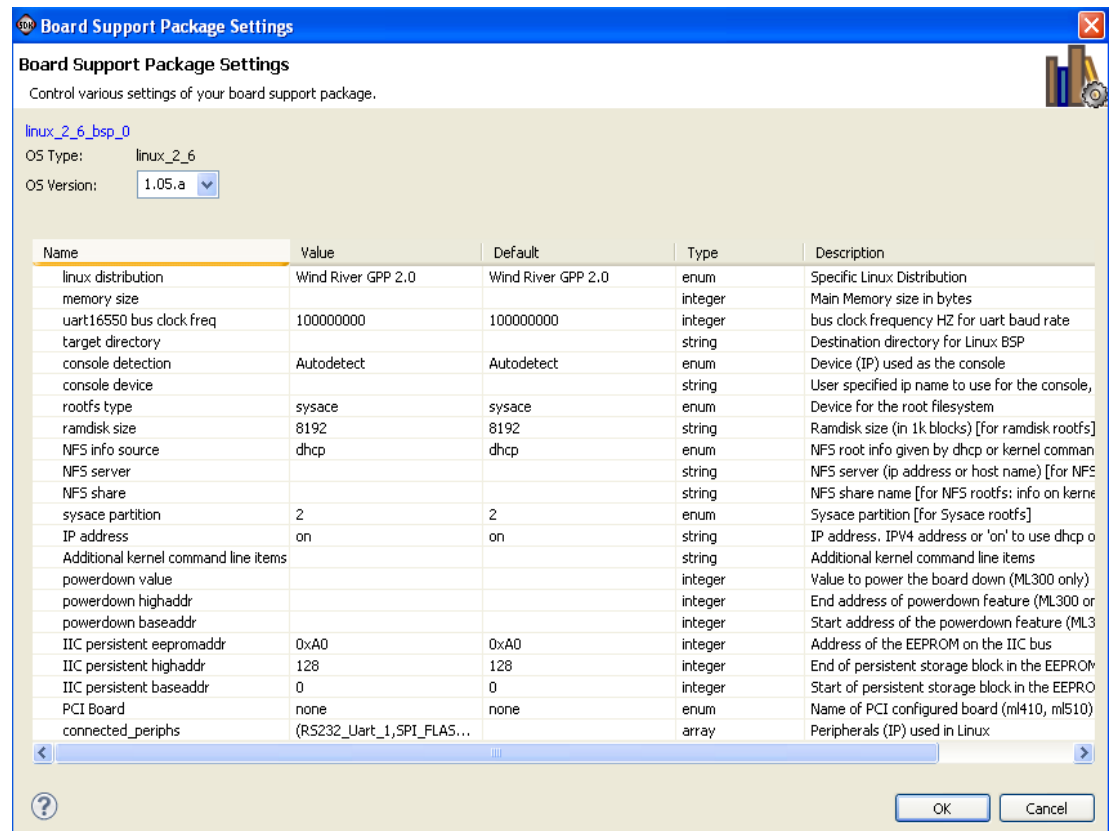 SDK Board Support Package Settings
Board Support Package Settings
Control various settings of your board support package.
linux_2_6_bsp_0
OS Type: linux_2_6
OS Version: 1.05.a
Name Value Default Type Description
linux distribution Wind River GPP 2.0 Wind River GPP 2.0 enum Specific Linux Distribution
memory size integer Main Memory size in bytes
uart16550 bus clock freq 100000000 100000000 integer bus clock frequency HZ for uart baud rate
target directory string Destination directory for Linux BSP
console detection Autodetect Autodetect enum Device (IP) used as the console
console device string User specified ip name to use for the console,
rootfs type sysace sysace enum Device for the root filesystem
ramdisk size 8192 8192 string Ramdisk size (in 1k blocks) [for ramdisk rootfs]
NFS info source dhcp dhcp enum NFS root info given by dhcp or kernel comman
NFS server string NFS server (ip address or host name) [for NFS
NFS share string NFS share name [for NFS rootfs: info on kerne
sysace partition 2 2 enum Sysace partition [for Sysace rootfs]
IP address on on string IP address. IPV4 address or 'on' to use dhcp o
Additional kernel command line items string Additional kernel command line items
powerdown value integer Value to power the board down (ML300 only)
powerdown highaddr integer End address of powerdown feature (ML300 or
powerdown baseaddr integer Start address of the powerdown feature (ML3
IIC persistent eepromaddr 0xA0 0xA0 integer Address of the EEPROM on the IIC bus
IIC persistent highaddr 128 128 integer End of persistent storage block in the EEPROM
IIC persistent baseaddr 0 0 integer Start of persistent storage block in the EEPRO
PCI Board none none enum Name of PCI configured board (ml410, ml510)
connected_periphs (RS232_Uart_1,SPI_FLAS... array Peripherals (IP) used in Linux
? OK Cancel